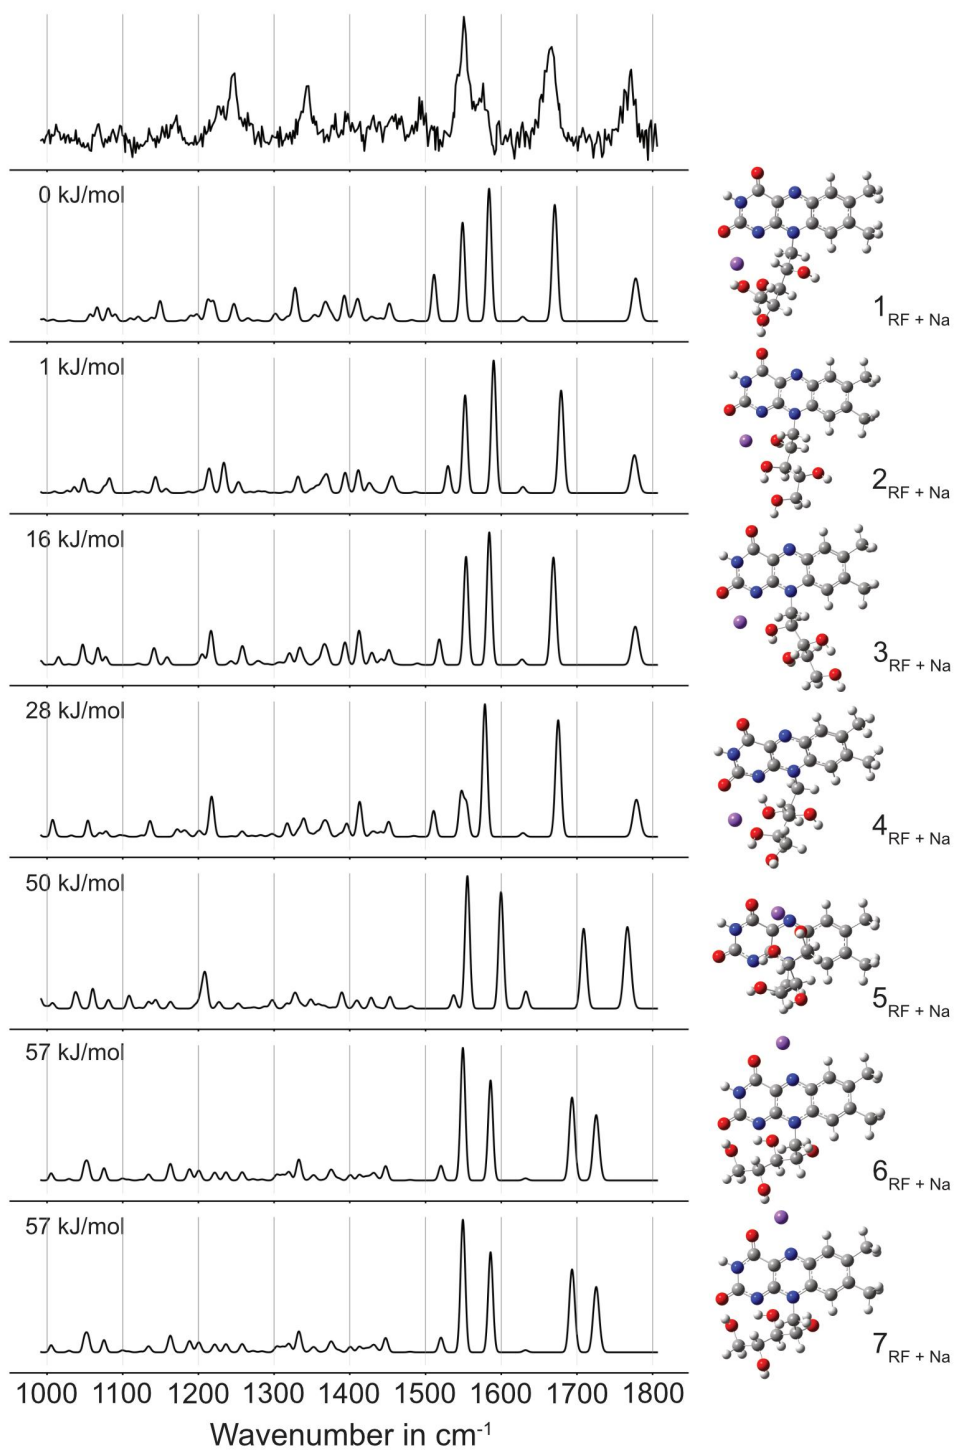 0 kJ/mol
1RF + Na
1 kJ/mol
2RF + Na
16 kJ/mol
3RF + Na
28 kJ/mol
4RF + Na
50 kJ/mol
5RF + Na
57 kJ/mol
6RF + Na
57 kJ/mol
7RF + Na
1000 1100 1200 1300 1400 1500 1600 1700 1800
Wavenumber in cm-1